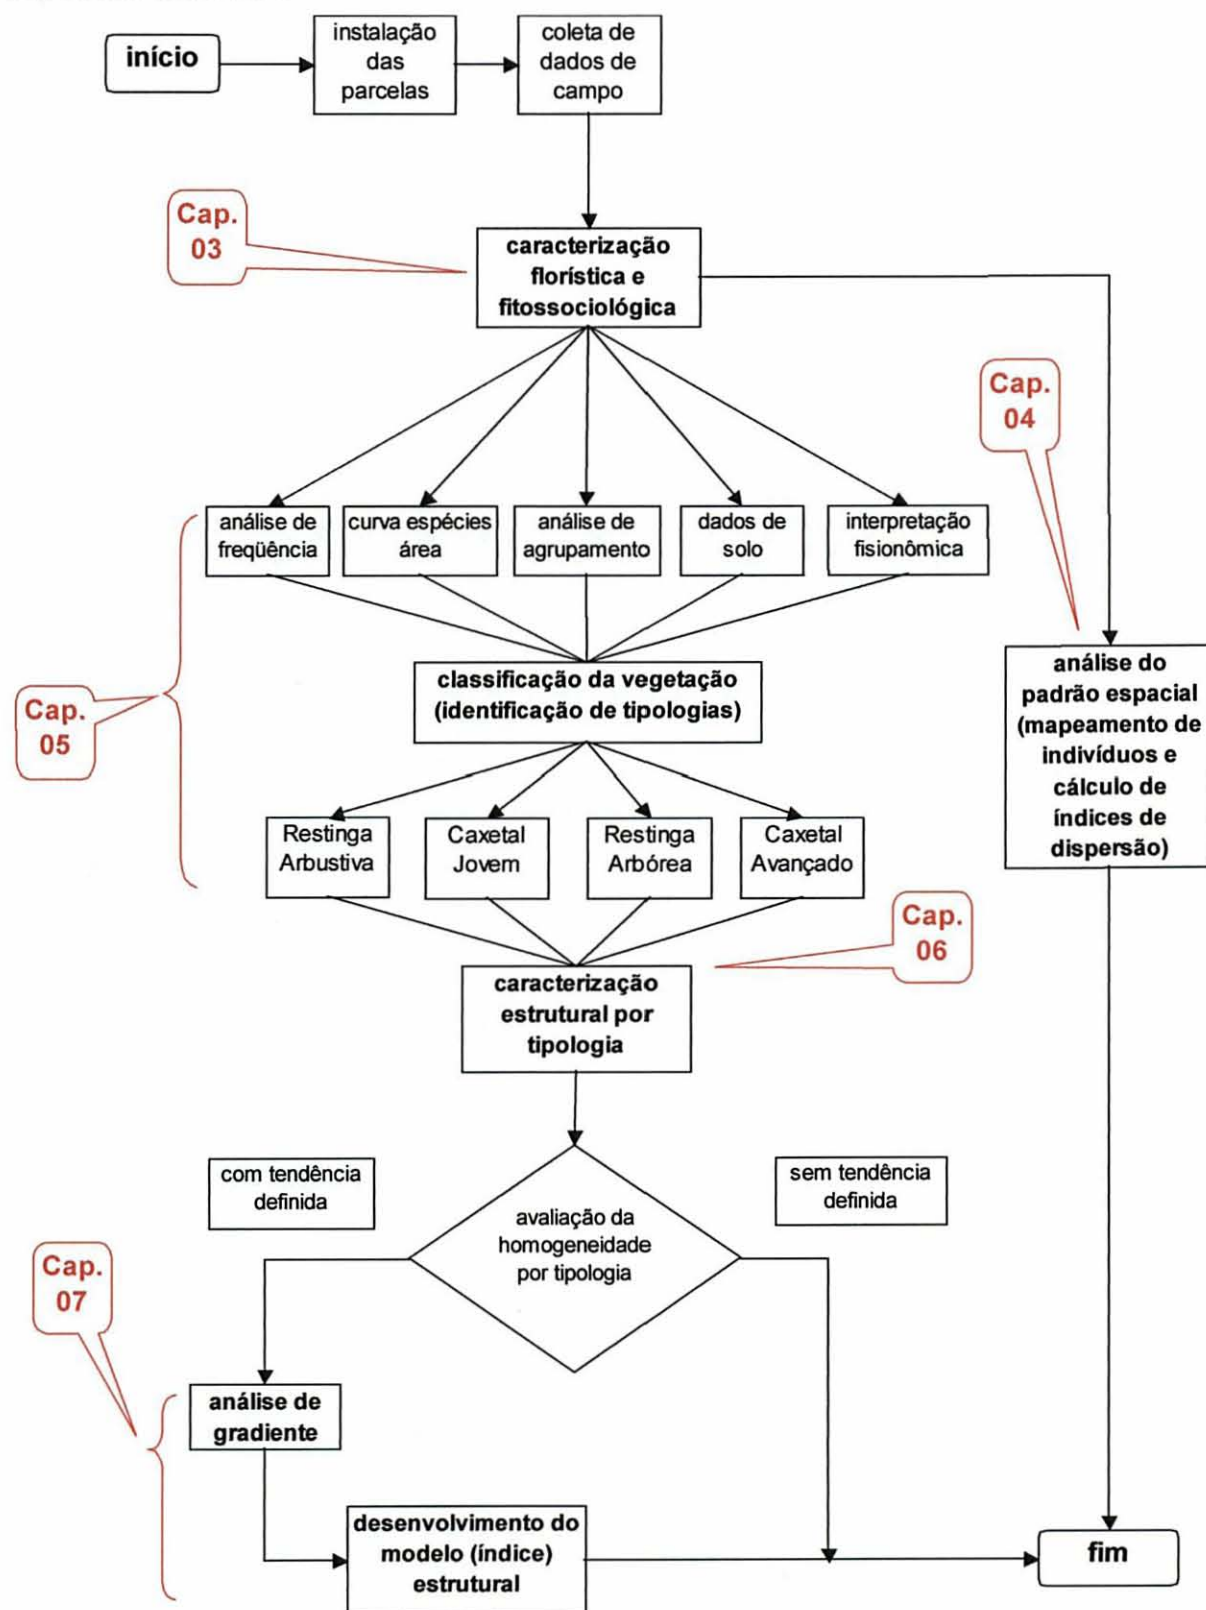 início
instalação
das
parcelas
coleta de
dados de
campo
Cap.
03
caracterização
florística e
fitossociológica
Cap.
04
análise de
freqüência
curva espécies
área
análise de
agrupamento
dados de
solo
interpretação
fisionômica
Cap.
05
classificação da vegetação
(identificação de tipologias)
análise do
padrão espacial
(mapeamento de
indivíduos e
cálculo de
índices de
dispersão)
Restinga
Arbustiva
Caxetal
Jovem
Restinga
Arbórea
Caxetal
Avançado
Cap.
06
caracterização
estrutural por
tipologia
com tendência
definida
avaliação da
homogeneidade
por tipologia
sem tendência
definida
Cap.
07
análise de
gradiente
desenvolvimento do
modelo (índice)
estrutural
fim